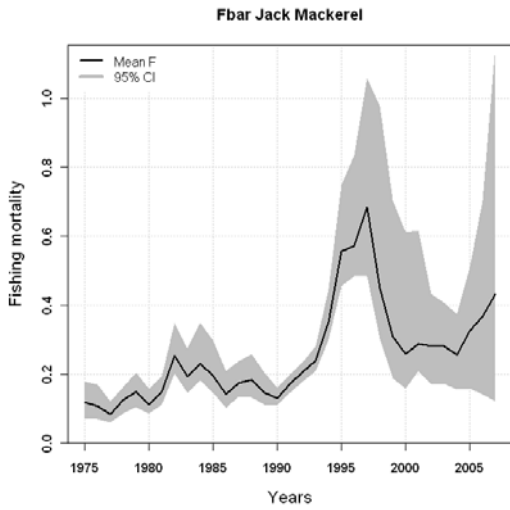 Fbar Jack Mackerel
Mean F
95% CI
Fishing mortality
1.0
0.8
0.6
0.4
0.2
0.0
1975 1980 1985 1990 1995 2000 2005
Years